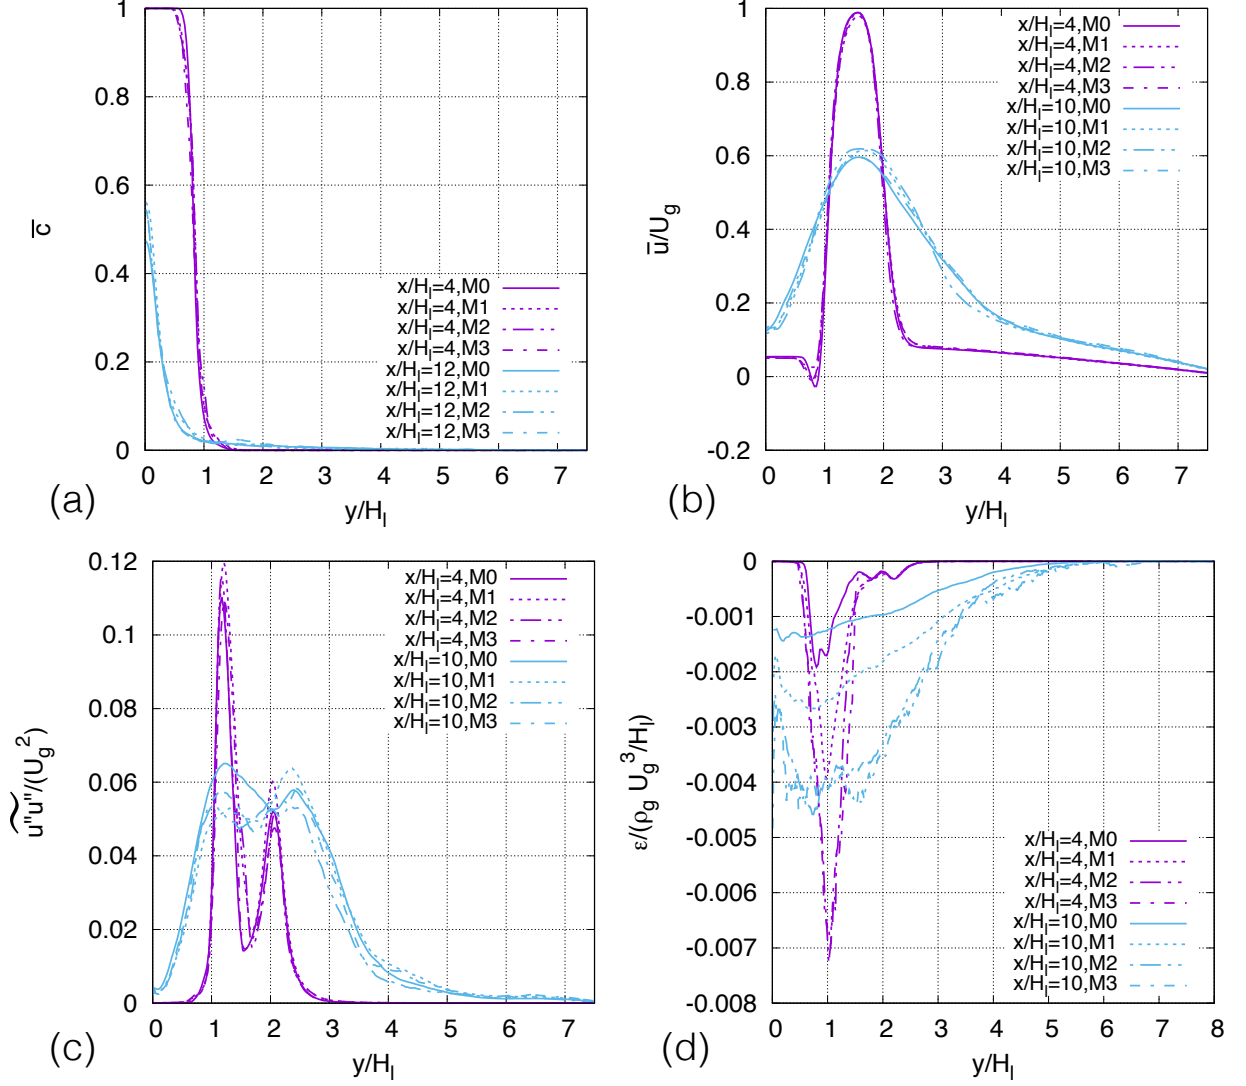 1
0.8
0.6
0.4
0.2
0
c̅
x/H_l=4,M0
x/H_l=4,M1
x/H_l=4,M2
x/H_l=4,M3
x/H_l=12,M0
x/H_l=12,M1
x/H_l=12,M2
x/H_l=12,M3
0 1 2 3 4 5 6 7
y/H_l
(a)
1
0.8
0.6
0.4
0.2
0
-0.2
u̅/U_g
x/H_l=4,M0
x/H_l=4,M1
x/H_l=4,M2
x/H_l=4,M3
x/H_l=10,M0
x/H_l=10,M1
x/H_l=10,M2
x/H_l=10,M3
0 1 2 3 4 5 6 7
y/H_l
(b)
0.12
0.1
0.08
0.06
0.04
0.02
0
u''u''/(U_g^2)
x/H_l=4,M0
x/H_l=4,M1
x/H_l=4,M2
x/H_l=4,M3
x/H_l=10,M0
x/H_l=10,M1
x/H_l=10,M2
x/H_l=10,M3
0 1 2 3 4 5 6 7
y/H_l
(c)
0
-0.001
-0.002
-0.003
-0.004
-0.005
-0.006
-0.007
-0.008
ε/(ρ_g U_g^3/H_l)
x/H_l=4,M0
x/H_l=4,M1
x/H_l=4,M2
x/H_l=4,M3
x/H_l=10,M0
x/H_l=10,M1
x/H_l=10,M2
x/H_l=10,M3
0 1 2 3 4 5 6 7 8
y/H_l
(d)